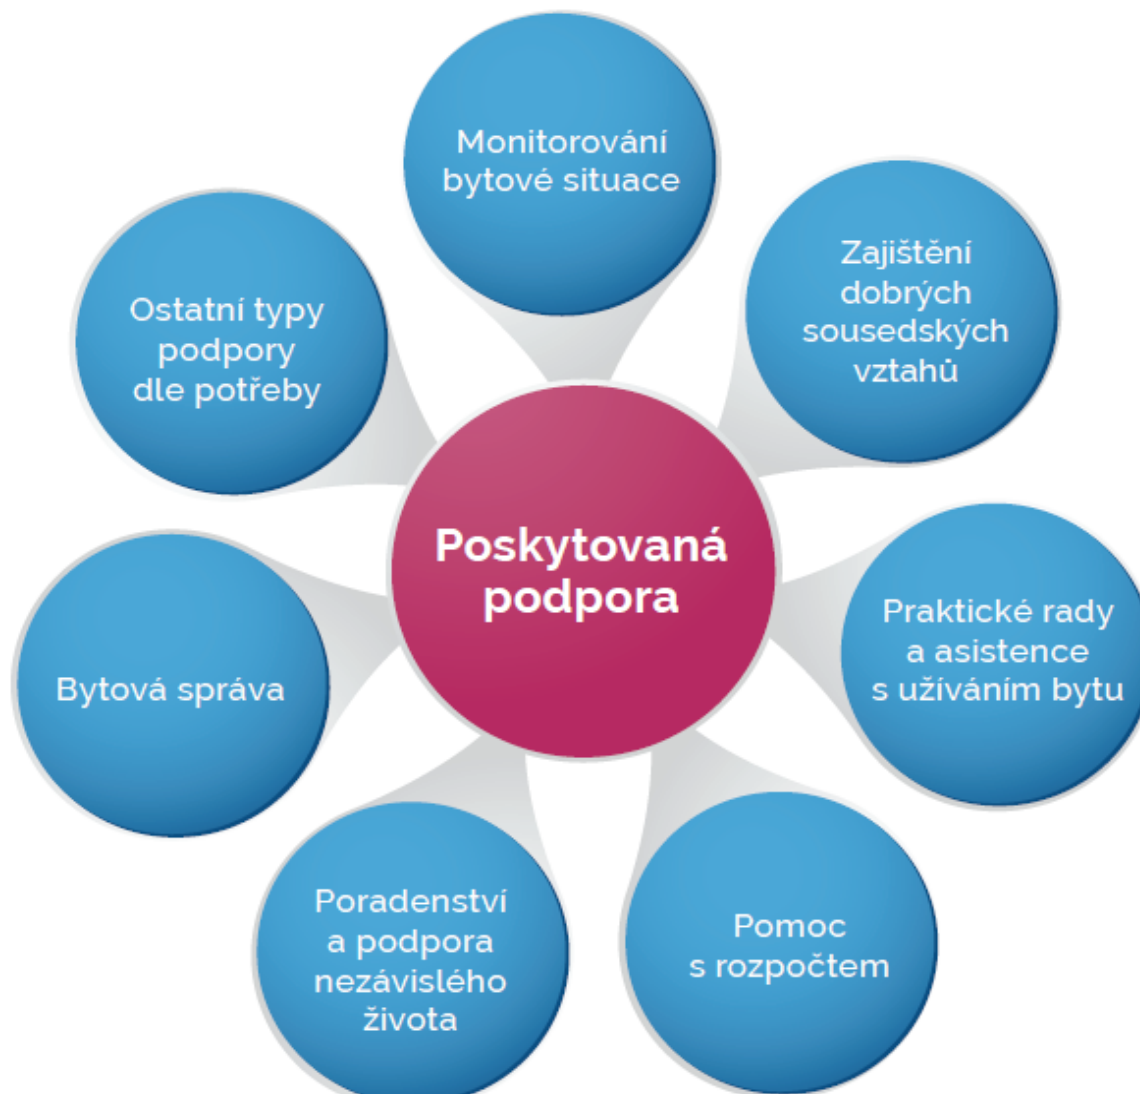 Monitorování
bytové situace
Zajištění
dobrých
sousedských
vztahů
Ostatní typy
podpory
dle potřeby
Poskytovaná
podpora
Praktické rady
a asistence
s užíváním bytu
Bytová správa
Poradenství
a podpora
nezávislého
života
Pomoc
s rozpočtem